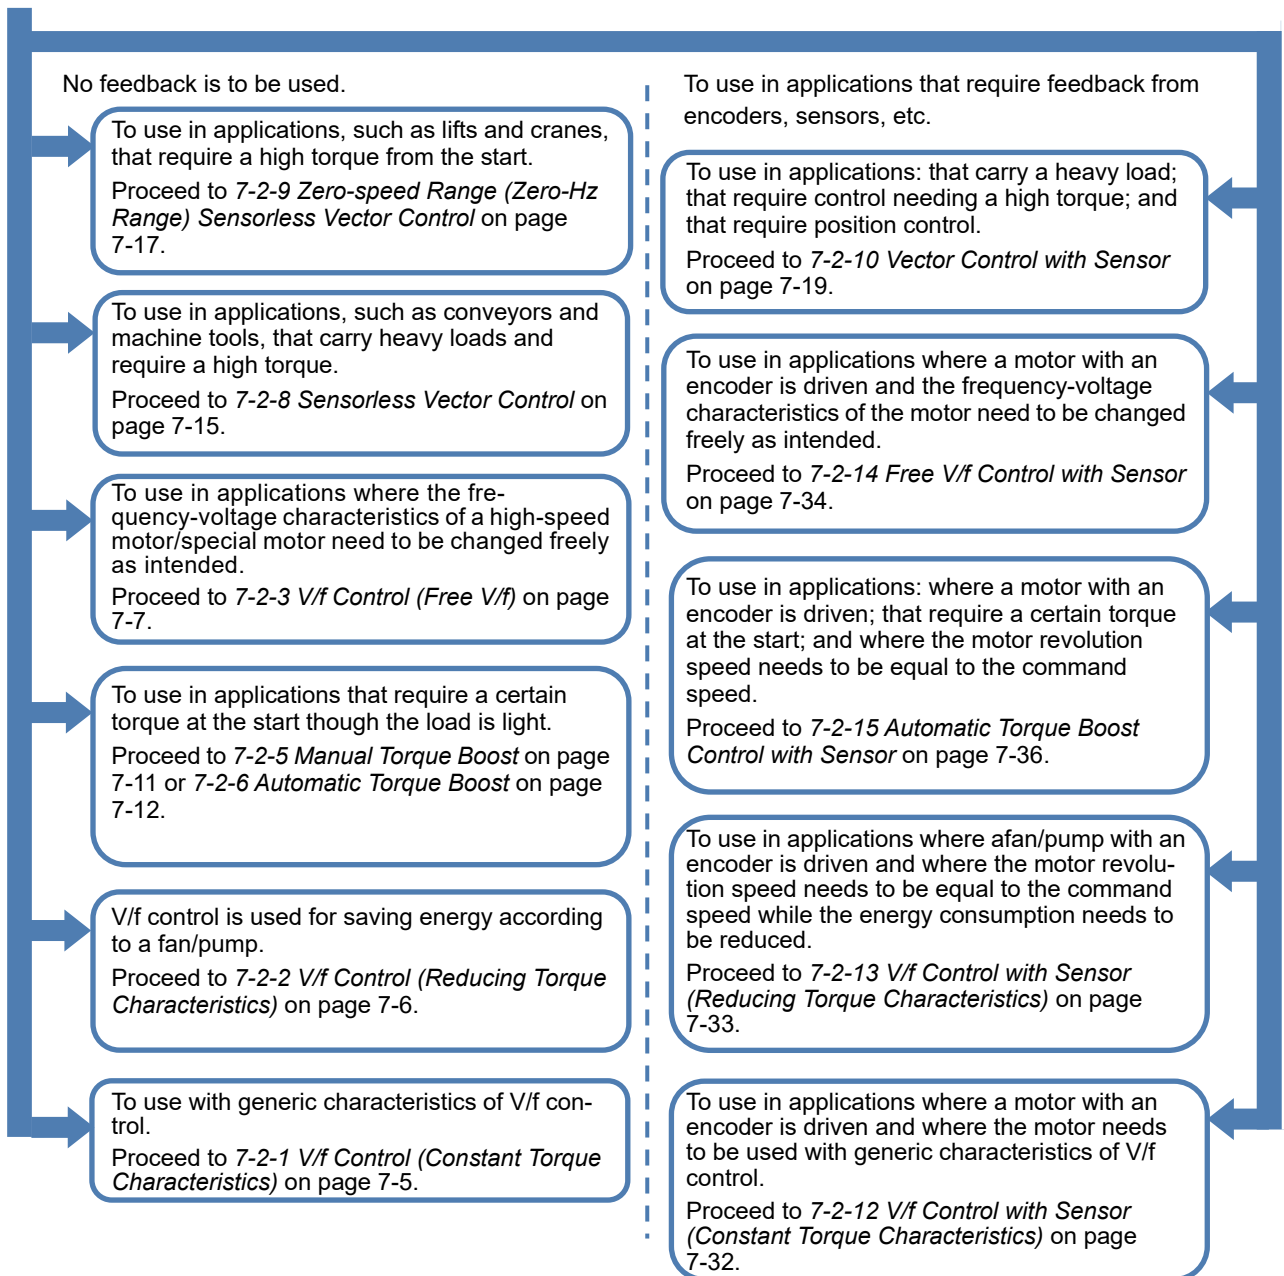 No feedback is to be used.
To use in applications, such as lifts and cranes,
that require a high torque from the start.
Proceed to 7-2-9 Zero-speed Range (Zero-Hz
Range) Sensorless Vector Control on page
7-17.
To use in applications, such as conveyors and
machine tools, that carry heavy loads and
require a high torque.
Proceed to 7-2-8 Sensorless Vector Control on
page 7-15.
To use in applications where the fre-
quency-voltage characteristics of a high-speed
motor/special motor need to be changed freely
as intended.
Proceed to 7-2-3 V/f Control (Free V/f) on page
7-7.
To use in applications that require a certain
torque at the start though the load is light.
Proceed to 7-2-5 Manual Torque Boost on page
7-11 or 7-2-6 Automatic Torque Boost on page
7-12.
V/f control is used for saving energy according
to a fan/pump.
Proceed to 7-2-2 V/f Control (Reducing Torque
Characteristics) on page 7-6.
To use with generic characteristics of V/f con-
trol.
Proceed to 7-2-1 V/f Control (Constant Torque
Characteristics) on page 7-5.
To use in applications that require feedback from
encoders, sensors, etc.
To use in applications: that carry a heavy load;
that require control needing a high torque; and
that require position control.
Proceed to 7-2-10 Vector Control with Sensor
on page 7-19.
To use in applications where a motor with an
encoder is driven and the frequency-voltage
characteristics of the motor need to be changed
freely as intended.
Proceed to 7-2-14 Free V/f Control with Sensor
on page 7-34.
To use in applications: where a motor with an
encoder is driven; that require a certain torque
at the start; and where the motor revolution
speed needs to be equal to the command
speed.
Proceed to 7-2-15 Automatic Torque Boost
Control with Sensor on page 7-36.
To use in applications where afan/pump with an
encoder is driven and where the motor revolu-
tion speed needs to be equal to the command
speed while the energy consumption needs to
be reduced.
Proceed to 7-2-13 V/f Control with Sensor
(Reducing Torque Characteristics) on page
7-33.
To use in applications where a motor with an
encoder is driven and where the motor needs
to be used with generic characteristics of V/f
control.
Proceed to 7-2-12 V/f Control with Sensor
(Constant Torque Characteristics) on page
7-32.